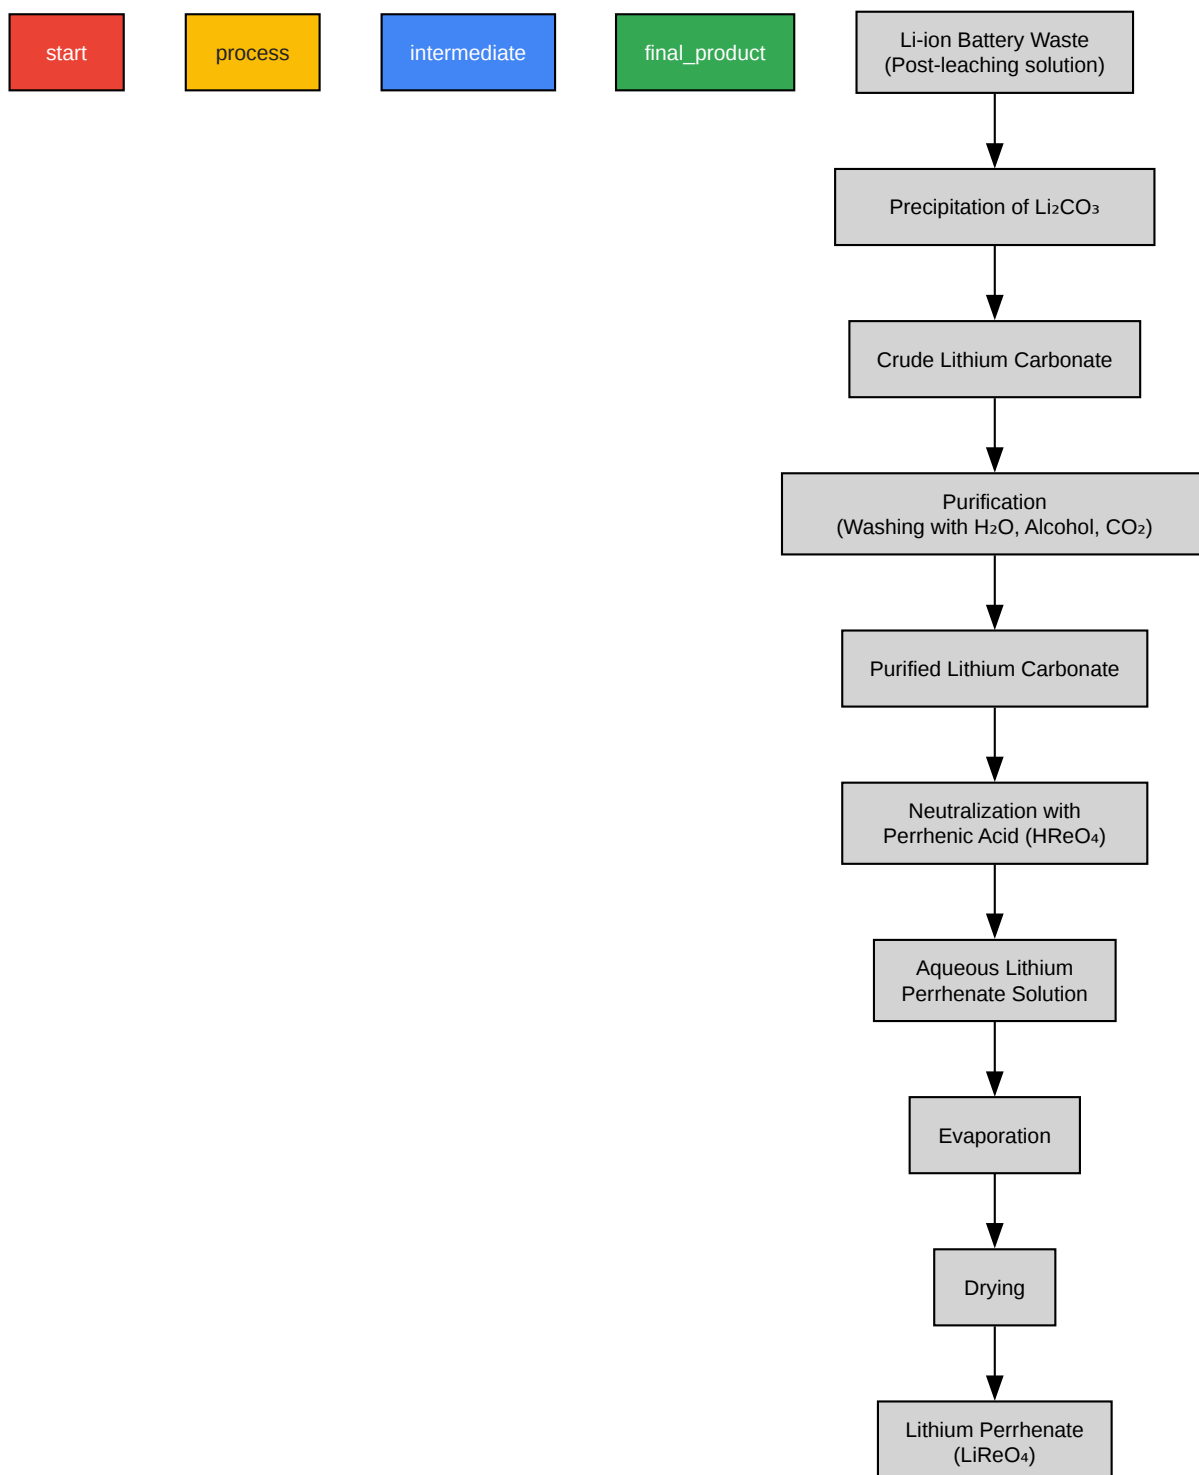 start
process
intermediate
final_product
Li-ion Battery Waste
(Post-leaching solution)
Precipitation of Li₂CO₃
Crude Lithium Carbonate
Purification
(Washing with H₂O, Alcohol, CO₂)
Purified Lithium Carbonate
Neutralization with
Perrhenic Acid (HReO₄)
Aqueous Lithium
Perrhenate Solution
Evaporation
Drying
Lithium Perrhenate
(LiReO₄)